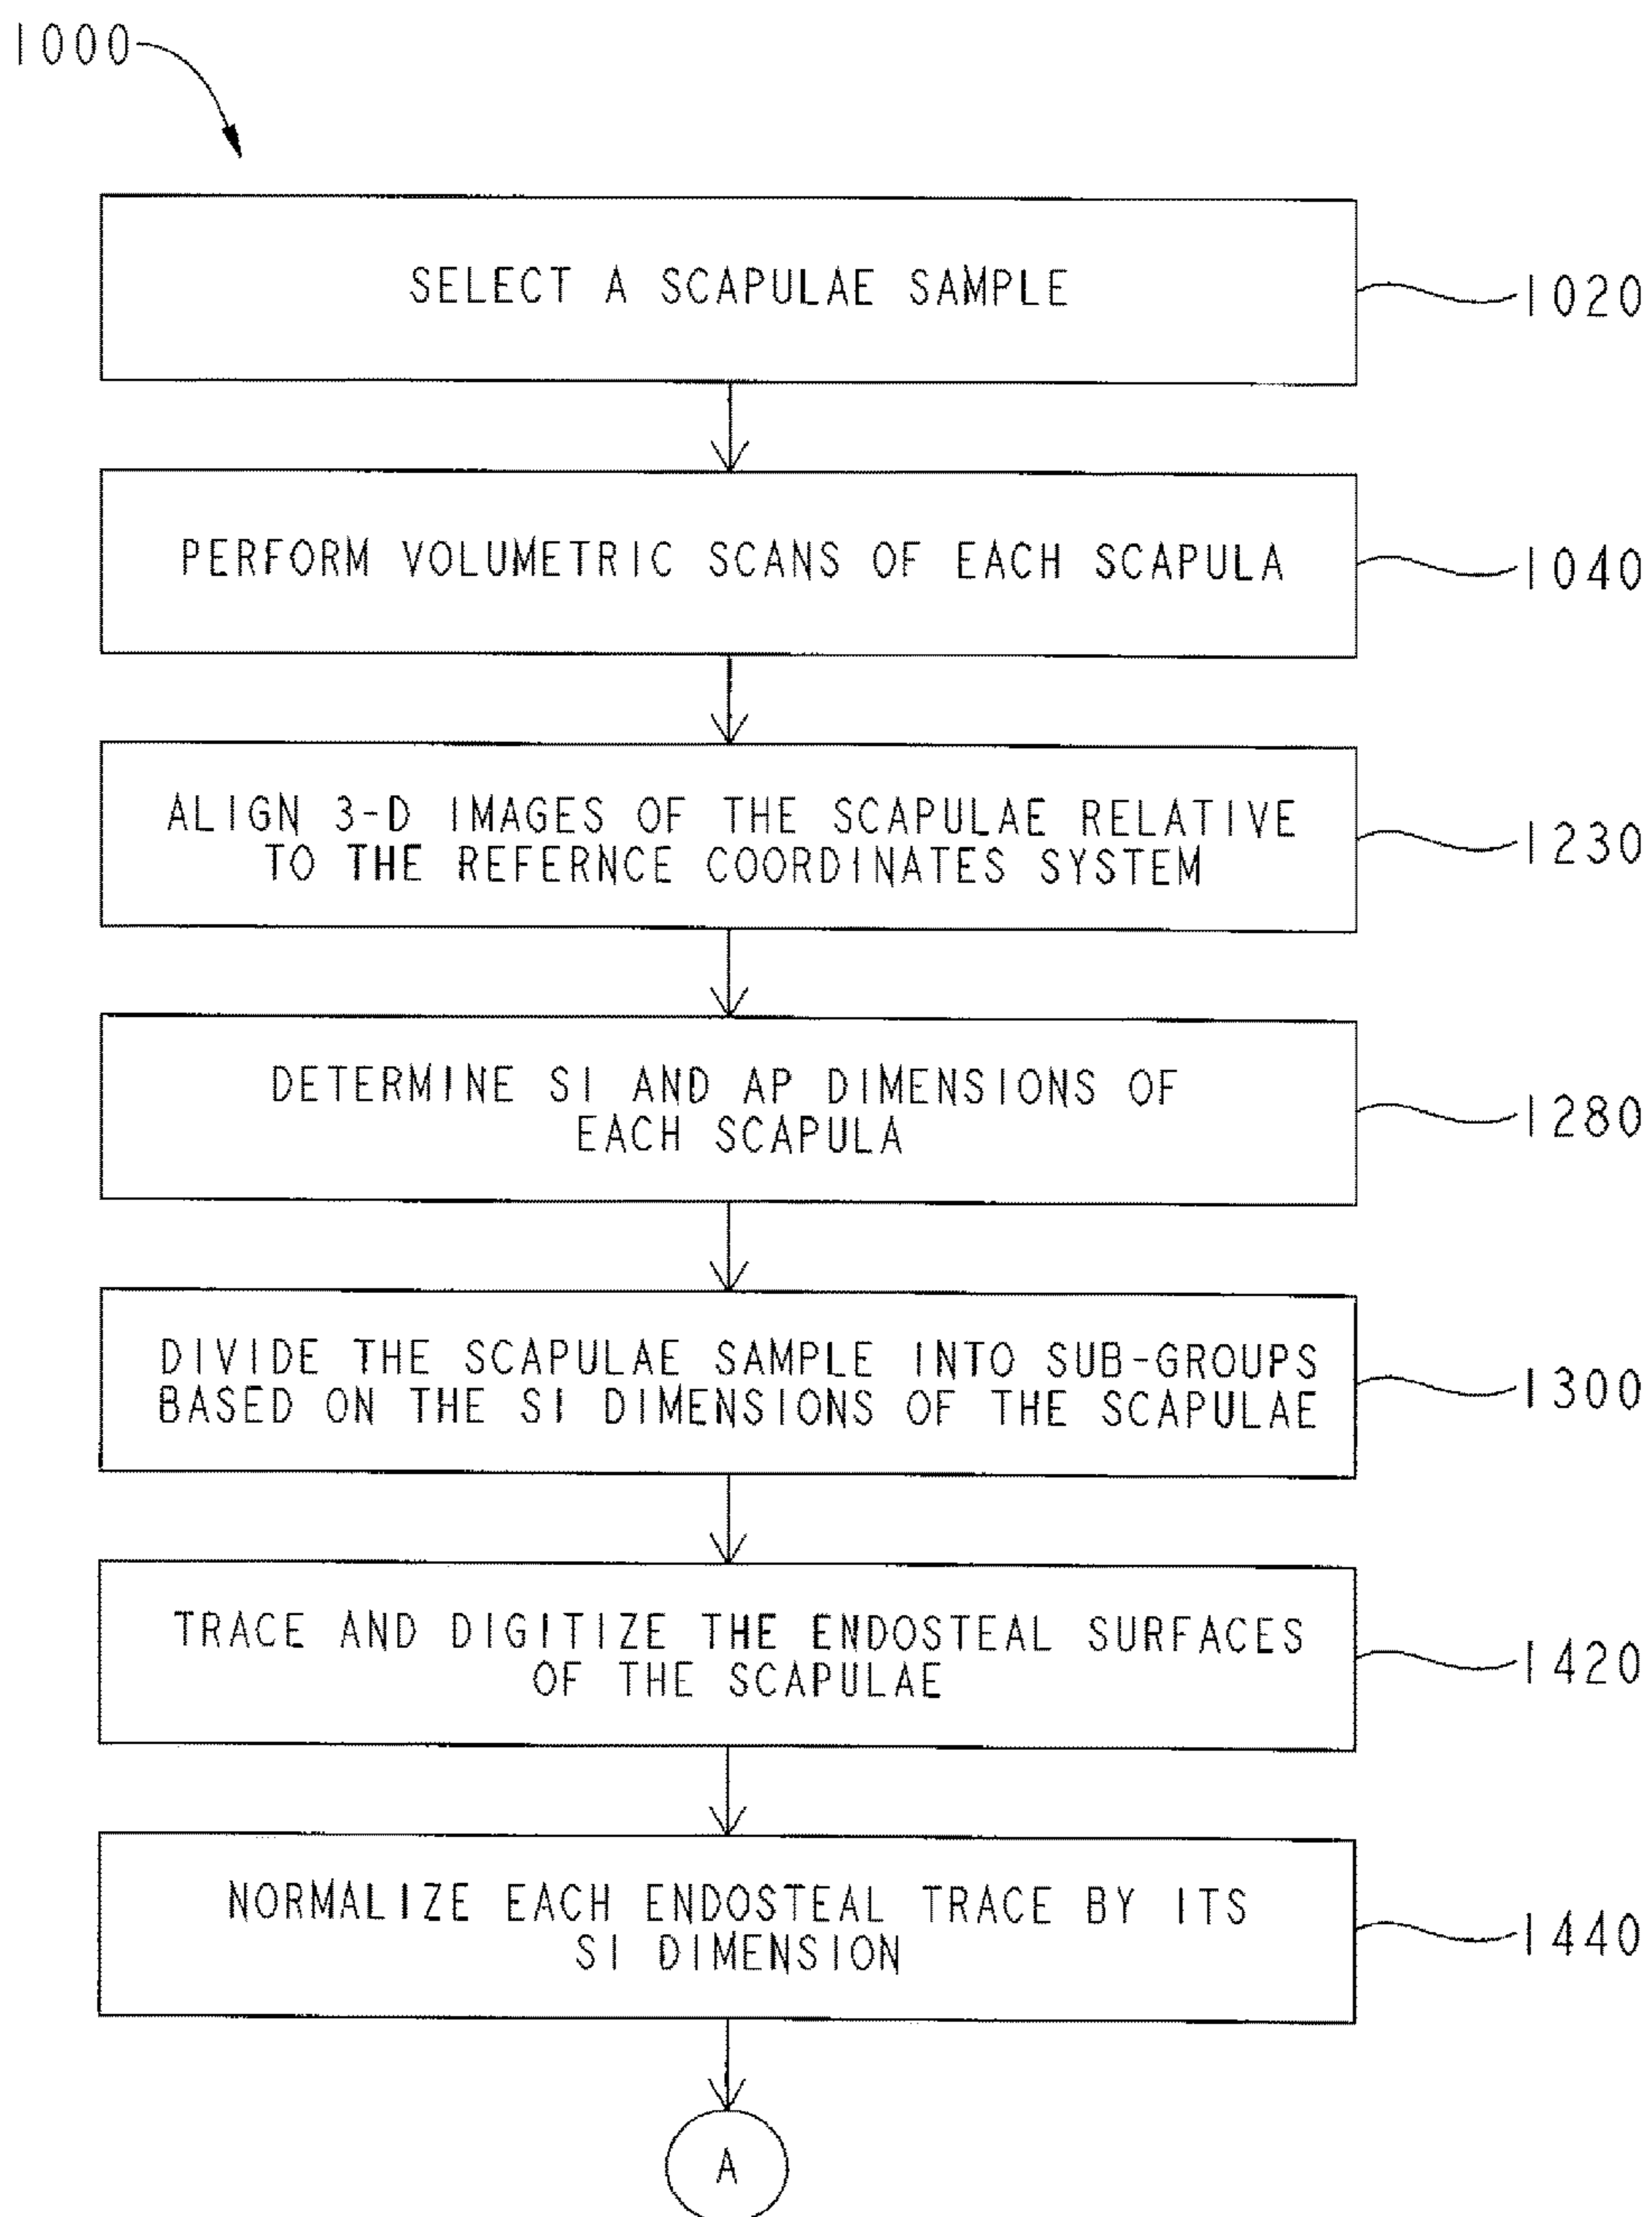 1000
SELECT A SCAPULAE SAMPLE
1020
PERFORM VOLUMETRIC SCANS OF EACH SCAPULA
1040
ALIGN 3-D IMAGES OF THE SCAPULAE RELATIVE
TO THE REFERNCE COORDINATES SYSTEM
1230
DETERMINE SI AND AP DIMENSIONS OF
EACH SCAPULA
1280
DIVIDE THE SCAPULAE SAMPLE INTO SUB-GROUPS
BASED ON THE SI DIMENSIONS OF THE SCAPULAE
1300
TRACE AND DIGITIZE THE ENDOSTEAL SURFACES
OF THE SCAPULAE
1420
NORMALIZE EACH ENDOSTEAL TRACE BY ITS
SI DIMENSION
1440
A